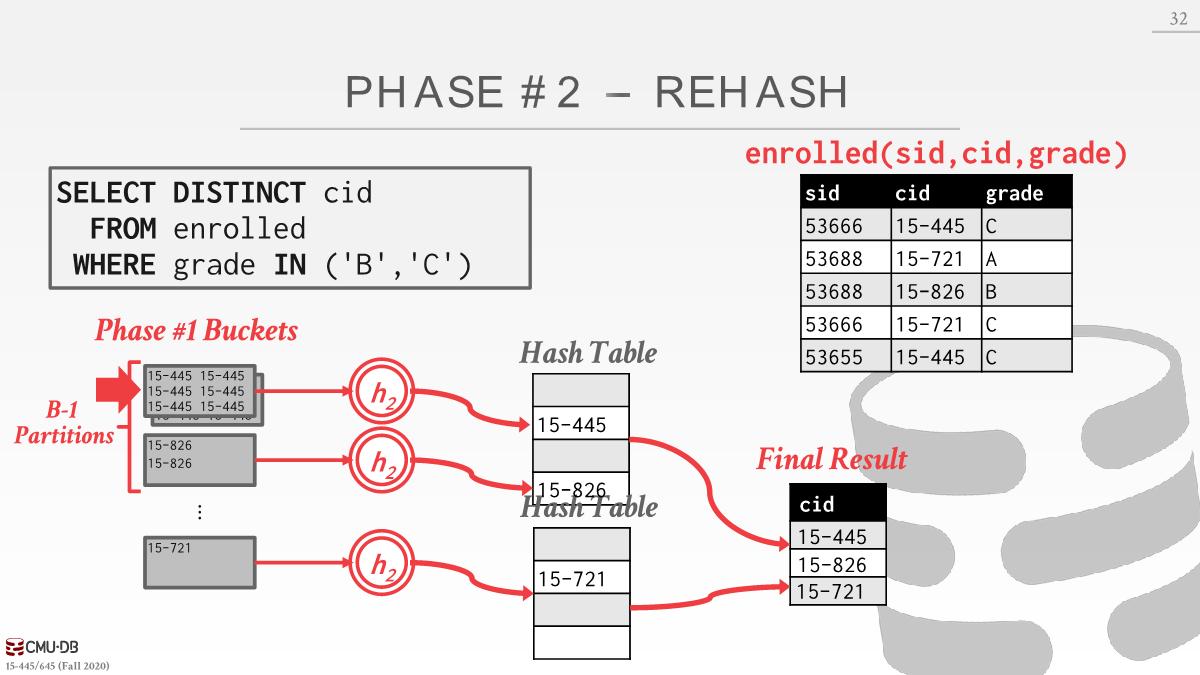 32
PHASE #2 – REHASH
enrolled(sid,cid,grade)
SELECT DISTINCT cid
FROM enrolled
WHERE grade IN ('B','C')
sid cid grade
53666 15-445 C
53688 15-721 A
53688 15-826 B
53666 15-721 C
53655 15-445 C
Phase #1 Buckets
B-1
Partitions
15-445 15-445
15-445 15-445
15-445 15-445
15-826
15-826
⋮
15-721
h2
h2
h2
Hash Table
15-445
15-826
Hash Table
15-721
Final Result
cid
15-445
15-826
15-721
CMU-DB
15-445/645 (Fall 2020)